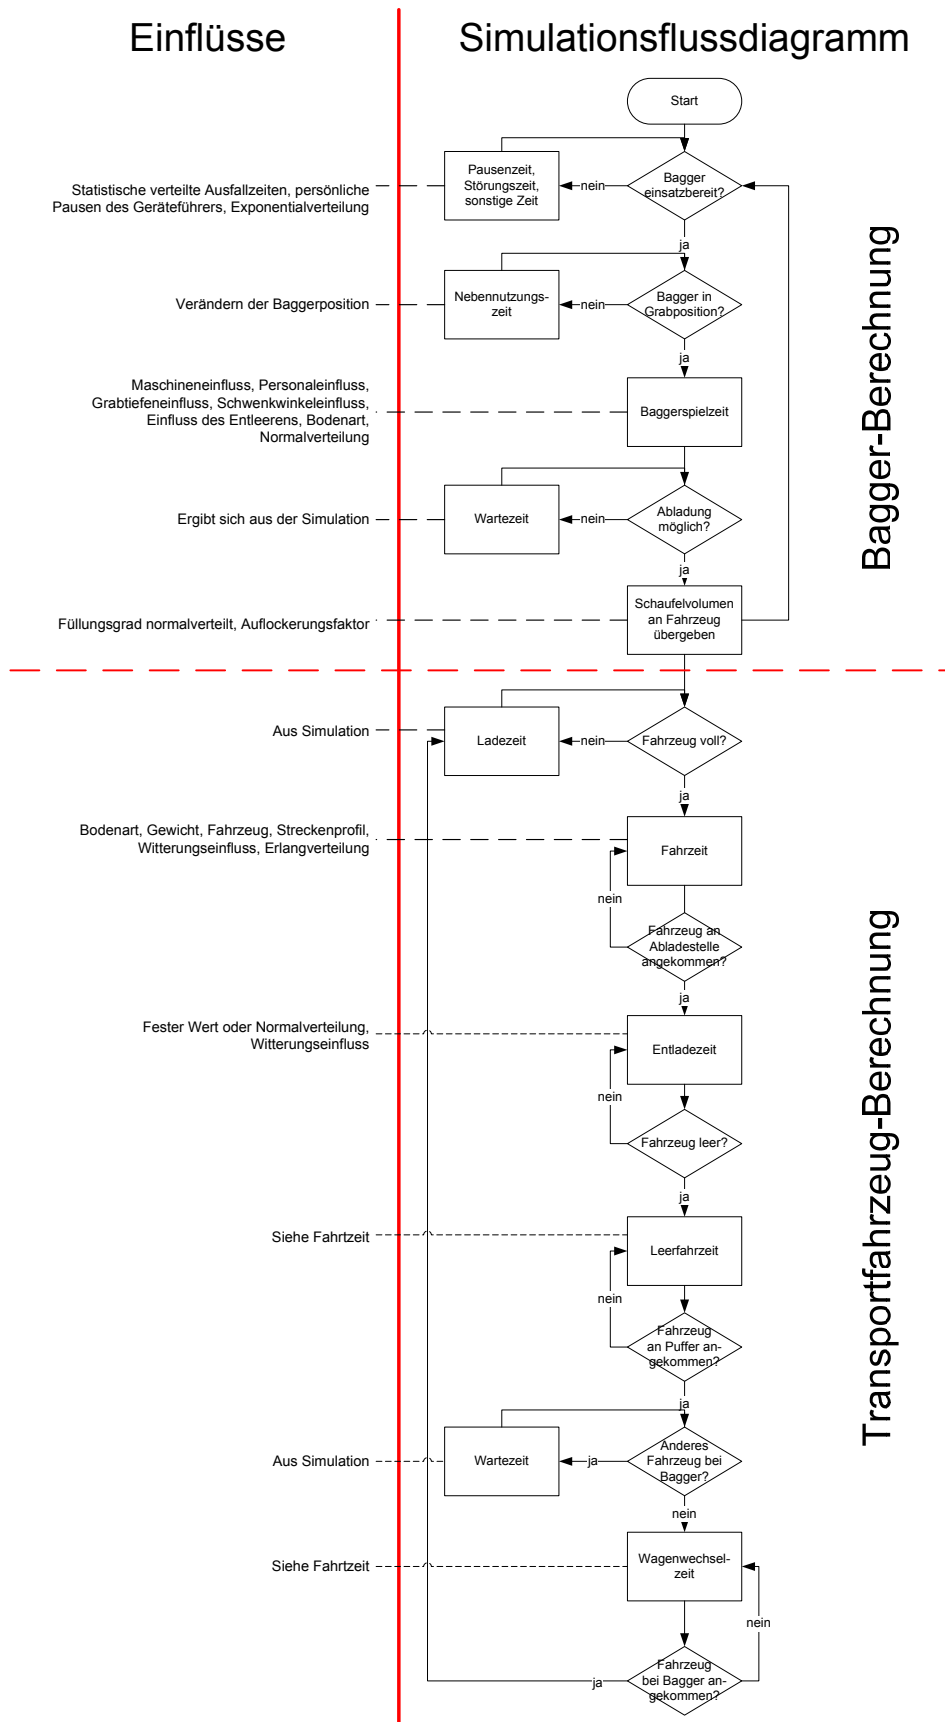 Einflüsse
Simulationsflussdiagramm
Start
Statistische verteilte Ausfallzeiten, persönliche
Pausen des Geräteführers, Exponentialverteilung
Pausenzeit,
Störungszeit,
sonstige Zeit
nein
Bagger
einsatzbereit?
ja
Verändern der Baggerposition
Nebennutzungs-
zeit
nein
Bagger in
Grabposition?
ja
Maschineneinfluss, Personaleinfluss,
Grabtiefeneinfluss, Schwenkwinkeleinfluss,
Einfluss des Entleerens, Bodenart,
Normalverteilung
Baggerspielzeit
Ergibt sich aus der Simulation
Wartezeit
nein
Abladung
möglich?
ja
Füllungsgrad normalverteilt, Auflockerungsfaktor
Schaufelvolumen
an Fahrzeug
übergeben
Bagger-Berechnung
Aus Simulation
Ladezeit
nein
Fahrzeug voll?
ja
Bodenart, Gewicht, Fahrzeug, Streckenprofil,
Witterungseinfluss, Erlangverteilung
Fahrzeit
nein
Fahrzeug an
Abladestelle
angekommen?
ja
Fester Wert oder Normalverteilung,
Witterungseinfluss
Entladezeit
nein
Fahrzeug leer?
ja
Siehe Fahrtzeit
Leerfahrzeit
nein
Fahrzeug
an Puffer an-
gekommen?
ja
Aus Simulation
Wartezeit
ja
Anderes
Fahrzeug bei
Bagger?
nein
Siehe Fahrtzeit
Wagenwechsel-
zeit
nein
Fahrzeug
bei Bagger an-
gekommen?
ja
Transportfahrzeug-Berechnung